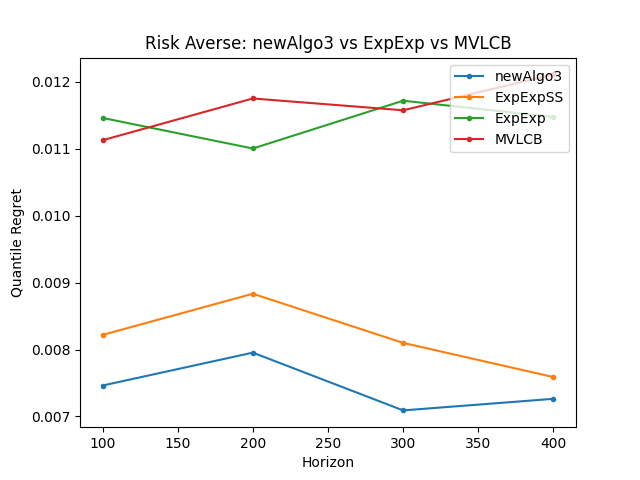 Risk Averse: newAlgo3 vs ExpExp vs MVLCB
newAlgo3
ExpExpSS
ExpExp
MVLCB
Quantile Regret
0.012
0.011
0.010
0.009
0.008
0.007
100 150 200 250 300 350 400
Horizon